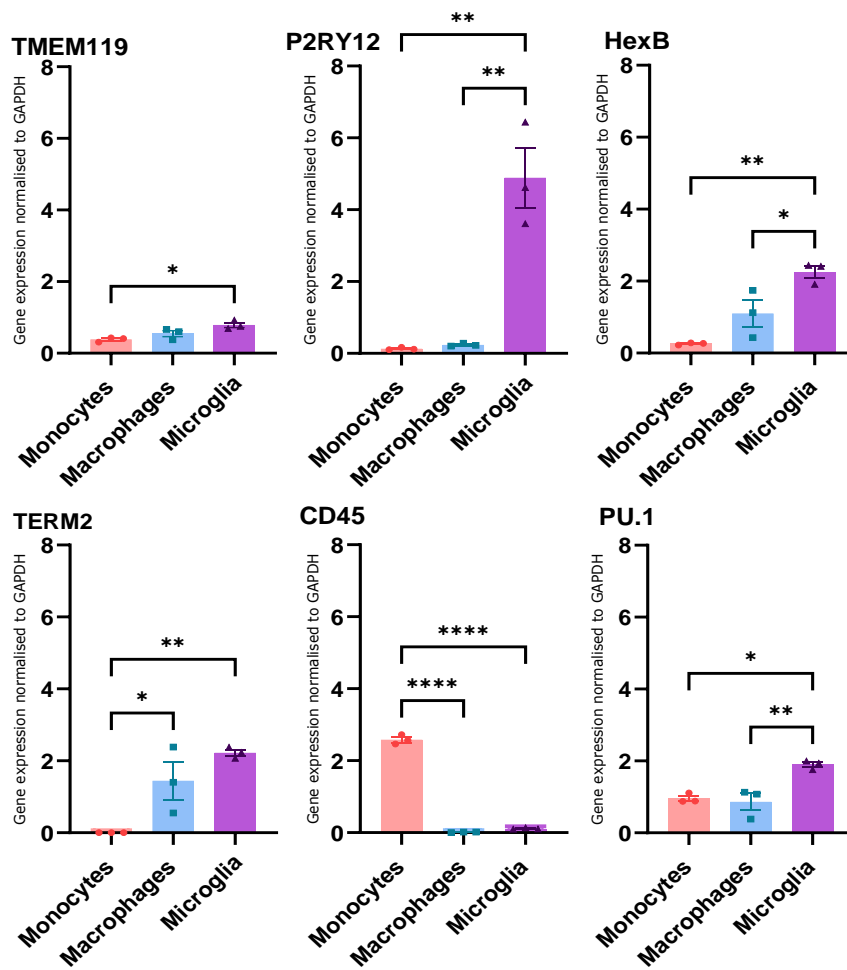 TMEM119
Gene expression normalised to GAPDH
8
6
4
2
0
*
Monocytes
Macrophages
Microglia
P2RY12
Gene expression normalised to GAPDH
8
6
4
2
0
**
**
Monocytes
Macrophages
Microglia
HexB
Gene expression normalised to GAPDH
8
6
4
2
0
**
*
Monocytes
Macrophages
Microglia
TERM2
Gene expression normalised to GAPDH
8
6
4
2
0
**
*
Monocytes
Macrophages
Microglia
CD45
Gene expression normalised to GAPDH
8
6
4
2
0
****
****
Monocytes
Macrophages
Microglia
PU.1
Gene expression normalised to GAPDH
8
6
4
2
0
*
**
Monocytes
Macrophages
Microglia